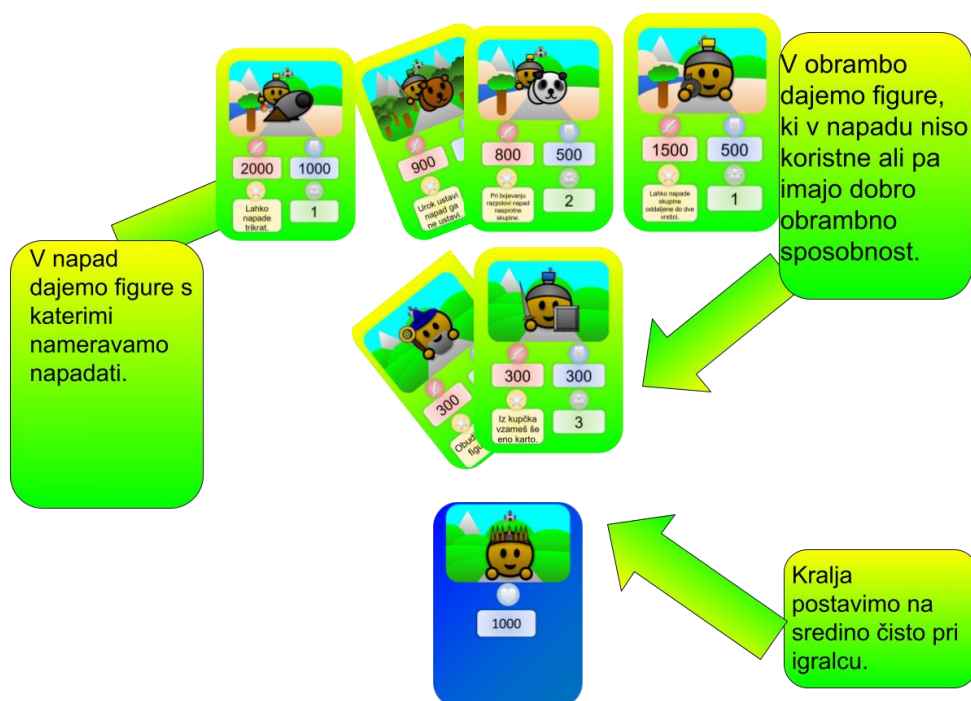 2000 1000
Lahko
napade
trikrat.
1
900
Urok ustavi
napad ga
ne ustavi.
800 500
Pri bojevanju
razpolovi napad
nasprotne
skupine.
2
1500 500
Lahko napade
skupine
oddaljene do dve
vrstici.
1
V obrambo
dajemo figure,
ki v napadu niso
koristne ali pa
imajo dobro
obrambno
sposobnost.
V napad
dajemo figure s
katerimi
nameravamo
napadati.
300
300 300
Iz kupčka
vzameš še
eno karto.
3
1000
Kralja
postavimo na
sredino čisto pri
igralcu.